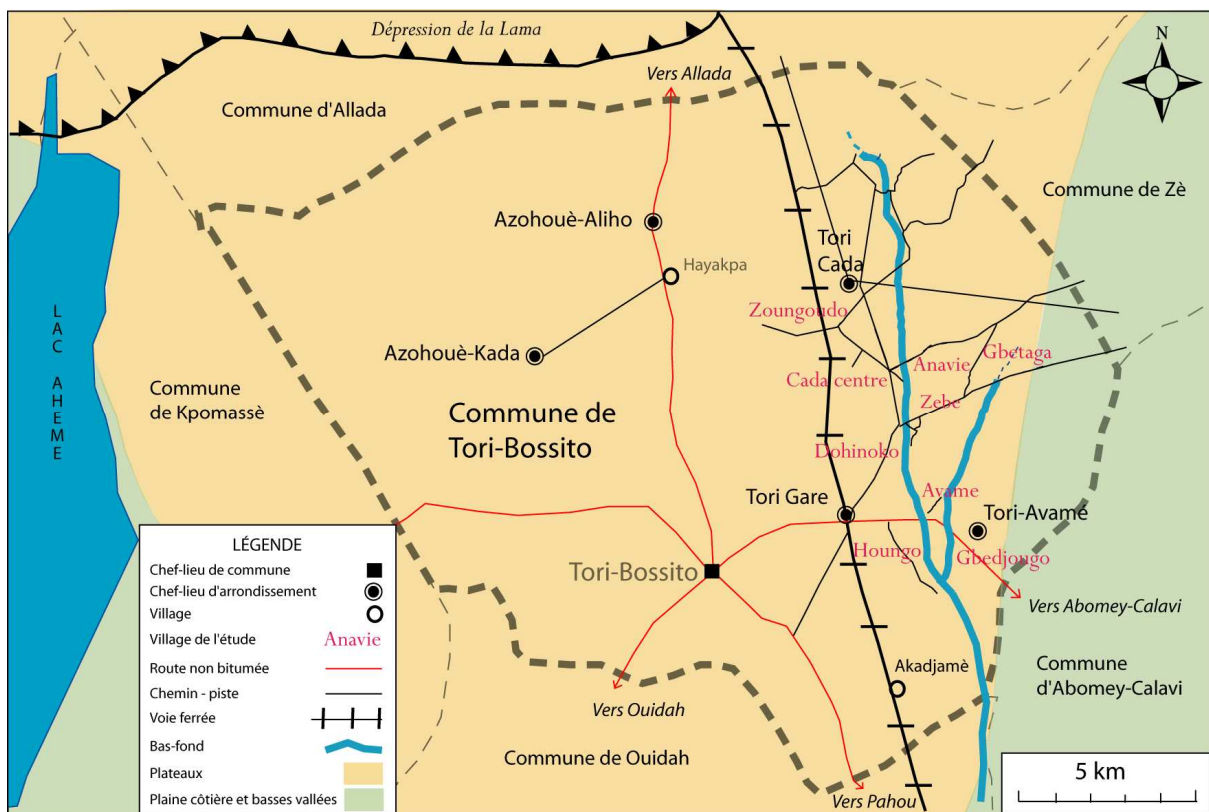 Dépression de la Lama
N
Vers Allada
Commune d'Allada
Commune de Zè
Azohouè-Aliho
Tori
Cada
Hayakpa
Zoungoudo
LAC AHEME
Azohouè-Kada
Cada centre
Anavie
Gbetaga
Commune
de Kpomassè
Zebe
Commune de
Tori-Bossito
Dohinoko
Tori Gare
Avame
Tori-Avamé
Houngo
Gbedjougo
Tori-Bossito
Vers Abomey-Calavi
Akadjamè
Commune
d'Abomey-Calavi
Vers Ouidah
Commune de Ouidah
Vers Pahou
5 km
LÉGENDE
Chef-lieu de commune
Chef-lieu d'arrondissement
Village
Village de l'étude Anavie
Route non bitumée
Chemin - piste
Voie ferrée
Bas-fond
Plateaux
Plaine côtière et basses vallées